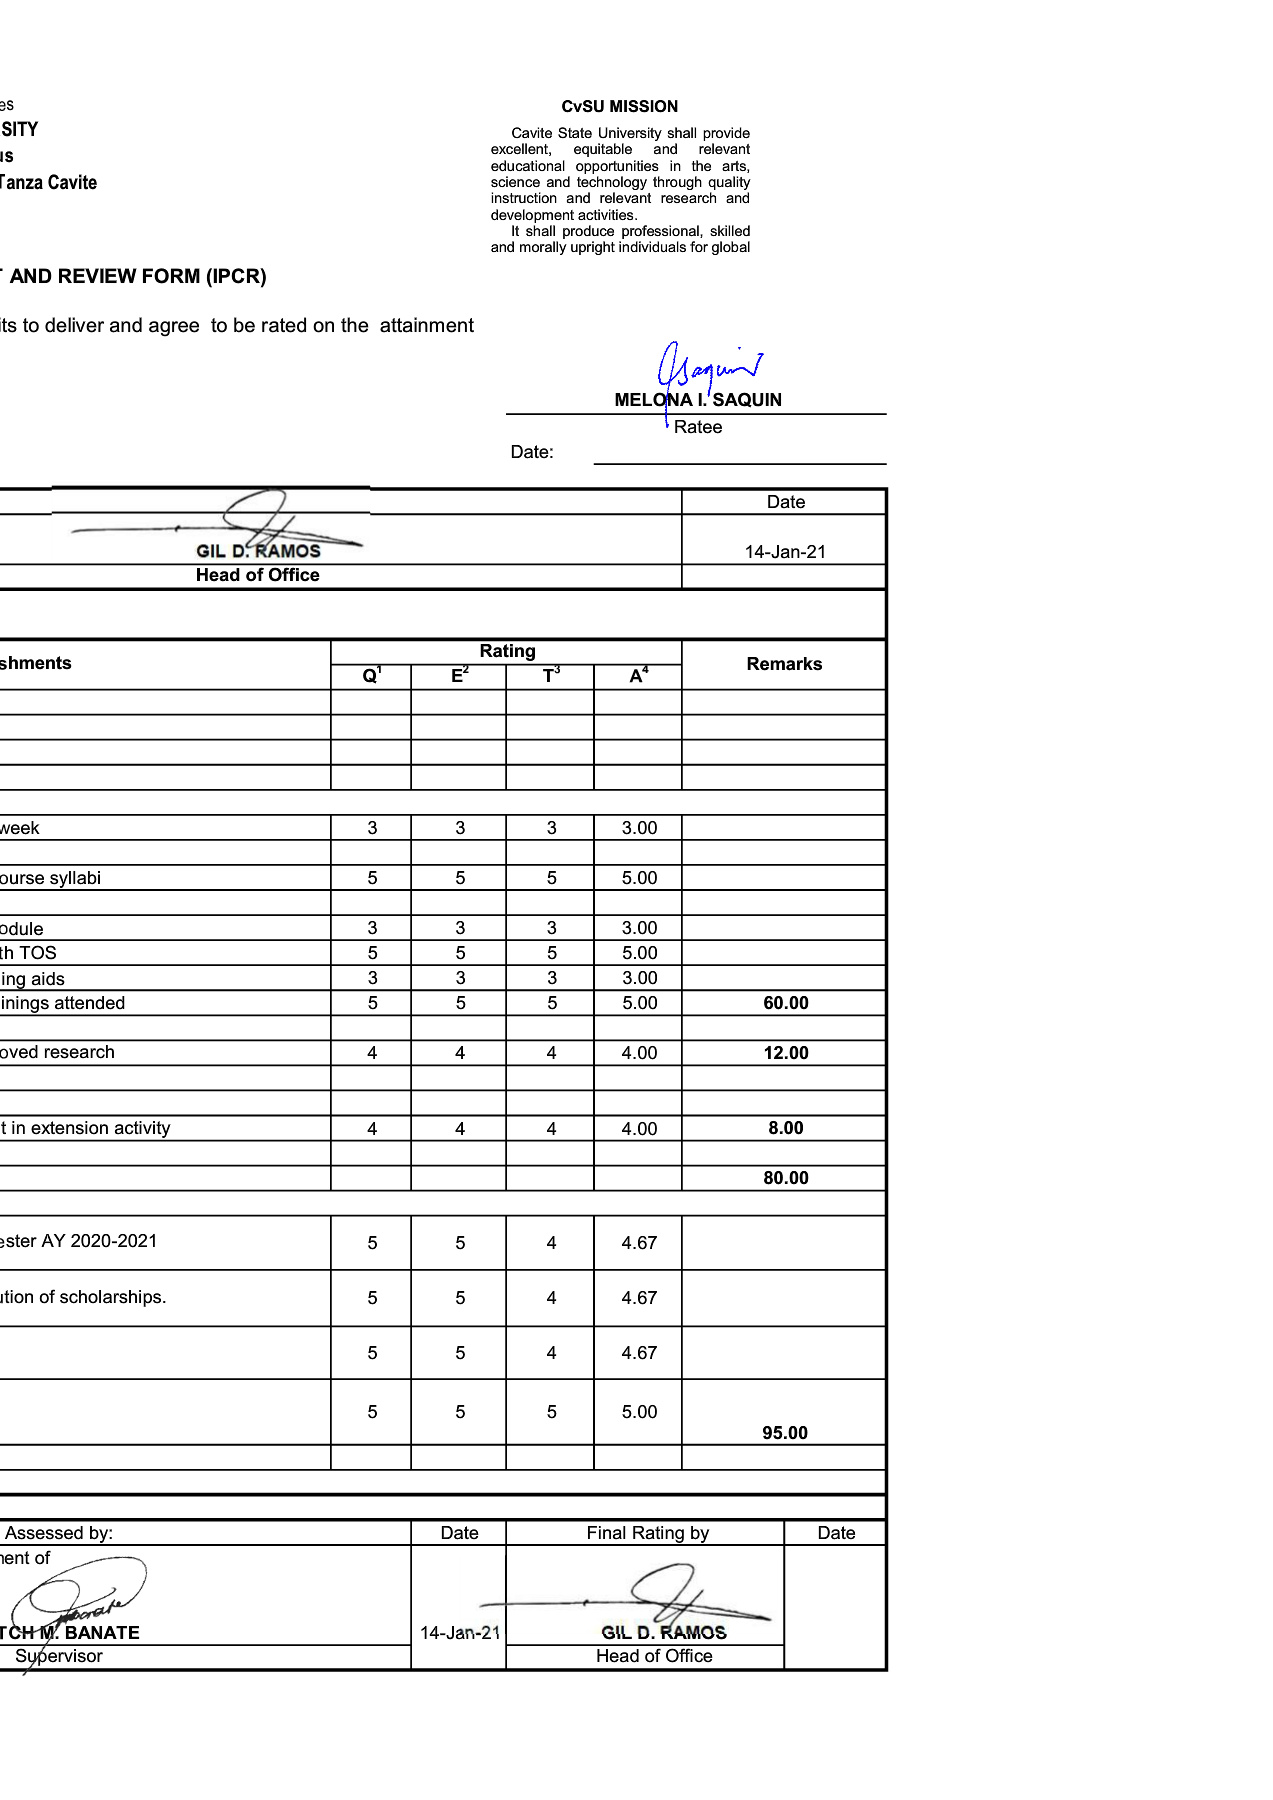 es
SITY
us
Tanza Cavite
CvSU MISSION
Cavite State University shall provide
excellent, equitable and relevant
educational opportunities in the arts,
science and technology through quality
instruction and relevant research and
development activities.
It shall produce professional, skilled
and morally upright individuals for global
T AND REVIEW FORM (IPCR)
its to deliver and agree to be rated on the attainment
Saquin
MELONA I. SAQUIN
Ratee
Date:
Date
GIL D. RAMOS
14-Jan-21
Head of Office
shments
Rating
Remarks
Q1 E2 T3 A4
week 3 3 3 3.00
ourse syllabi 5 5 5 5.00
odule 3 3 3 3.00
th TOS 5 5 5 5.00
ing aids 3 3 3 3.00
inings attended 5 5 5 5.00 60.00
oved research 4 4 4 4.00 12.00
t in extension activity 4 4 4 4.00 8.00
80.00
ester AY 2020-2021 5 5 4 4.67
ution of scholarships. 5 5 4 4.67
5 5 4 4.67
5 5 5 5.00
95.00
Assessed by: Date Final Rating by Date
ment of
TCH M. BANATE 14-Jan-21 GIL D. RAMOS
Supervisor Head of Office